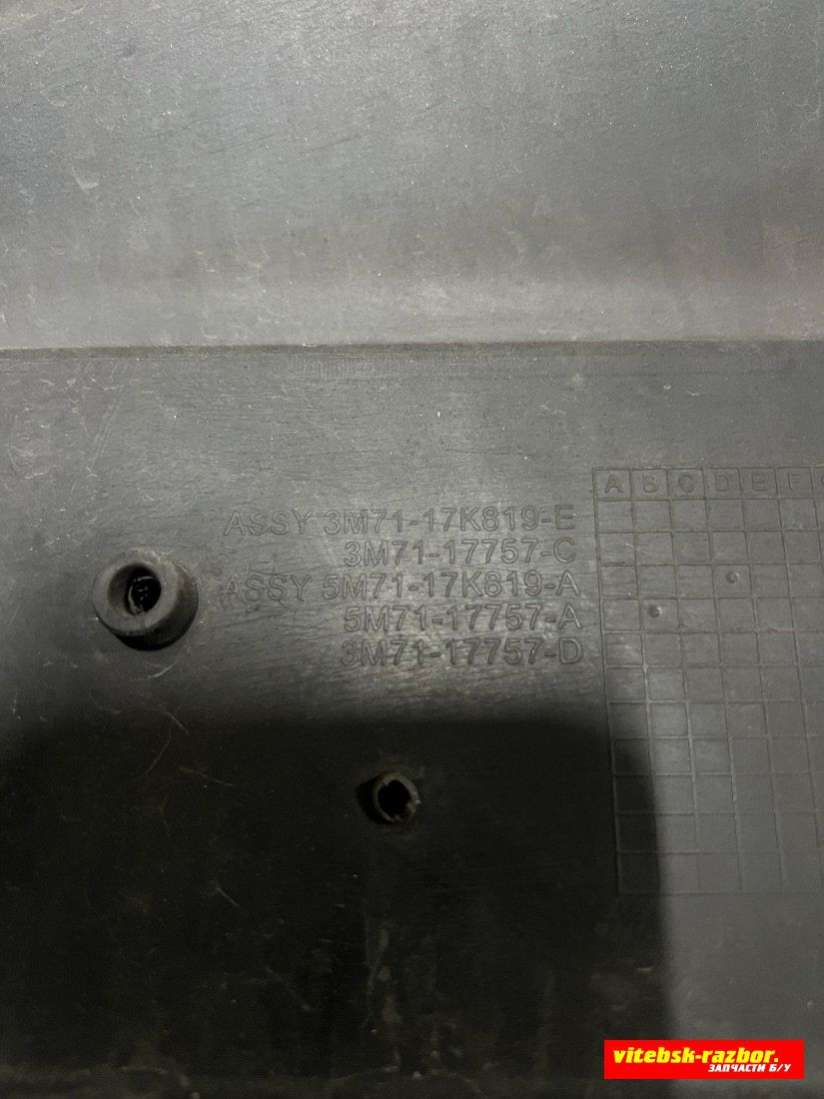 ASSY 3M71-17K819-E
3M71-17757-C
ASSY 5M71-17K819-A
5M71-17757-A
3M71-17757-D
A B C D E F
vitebsk-razbor.
ЗАПЧАСТИ Б/У